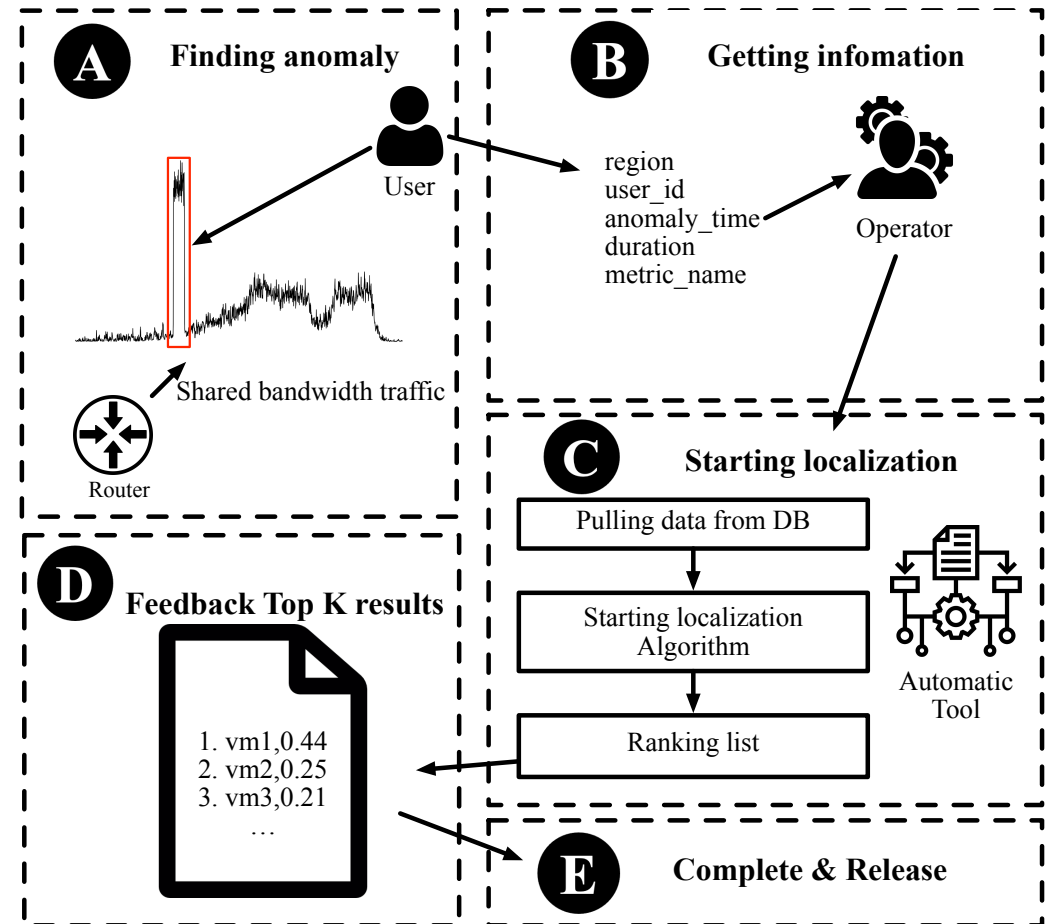 A
Finding anomaly
User
Shared bandwidth traffic
Router
B
Getting infomation
region
user_id
anomaly_time
duration
metric_name
Operator
C
Starting localization
Pulling data from DB
Starting localization
Algorithm
Ranking list
Automatic
Tool
D
Feedback Top K results
1. vm1,0.44
2. vm2,0.25
3. vm3,0.21
…
E
Complete & Release